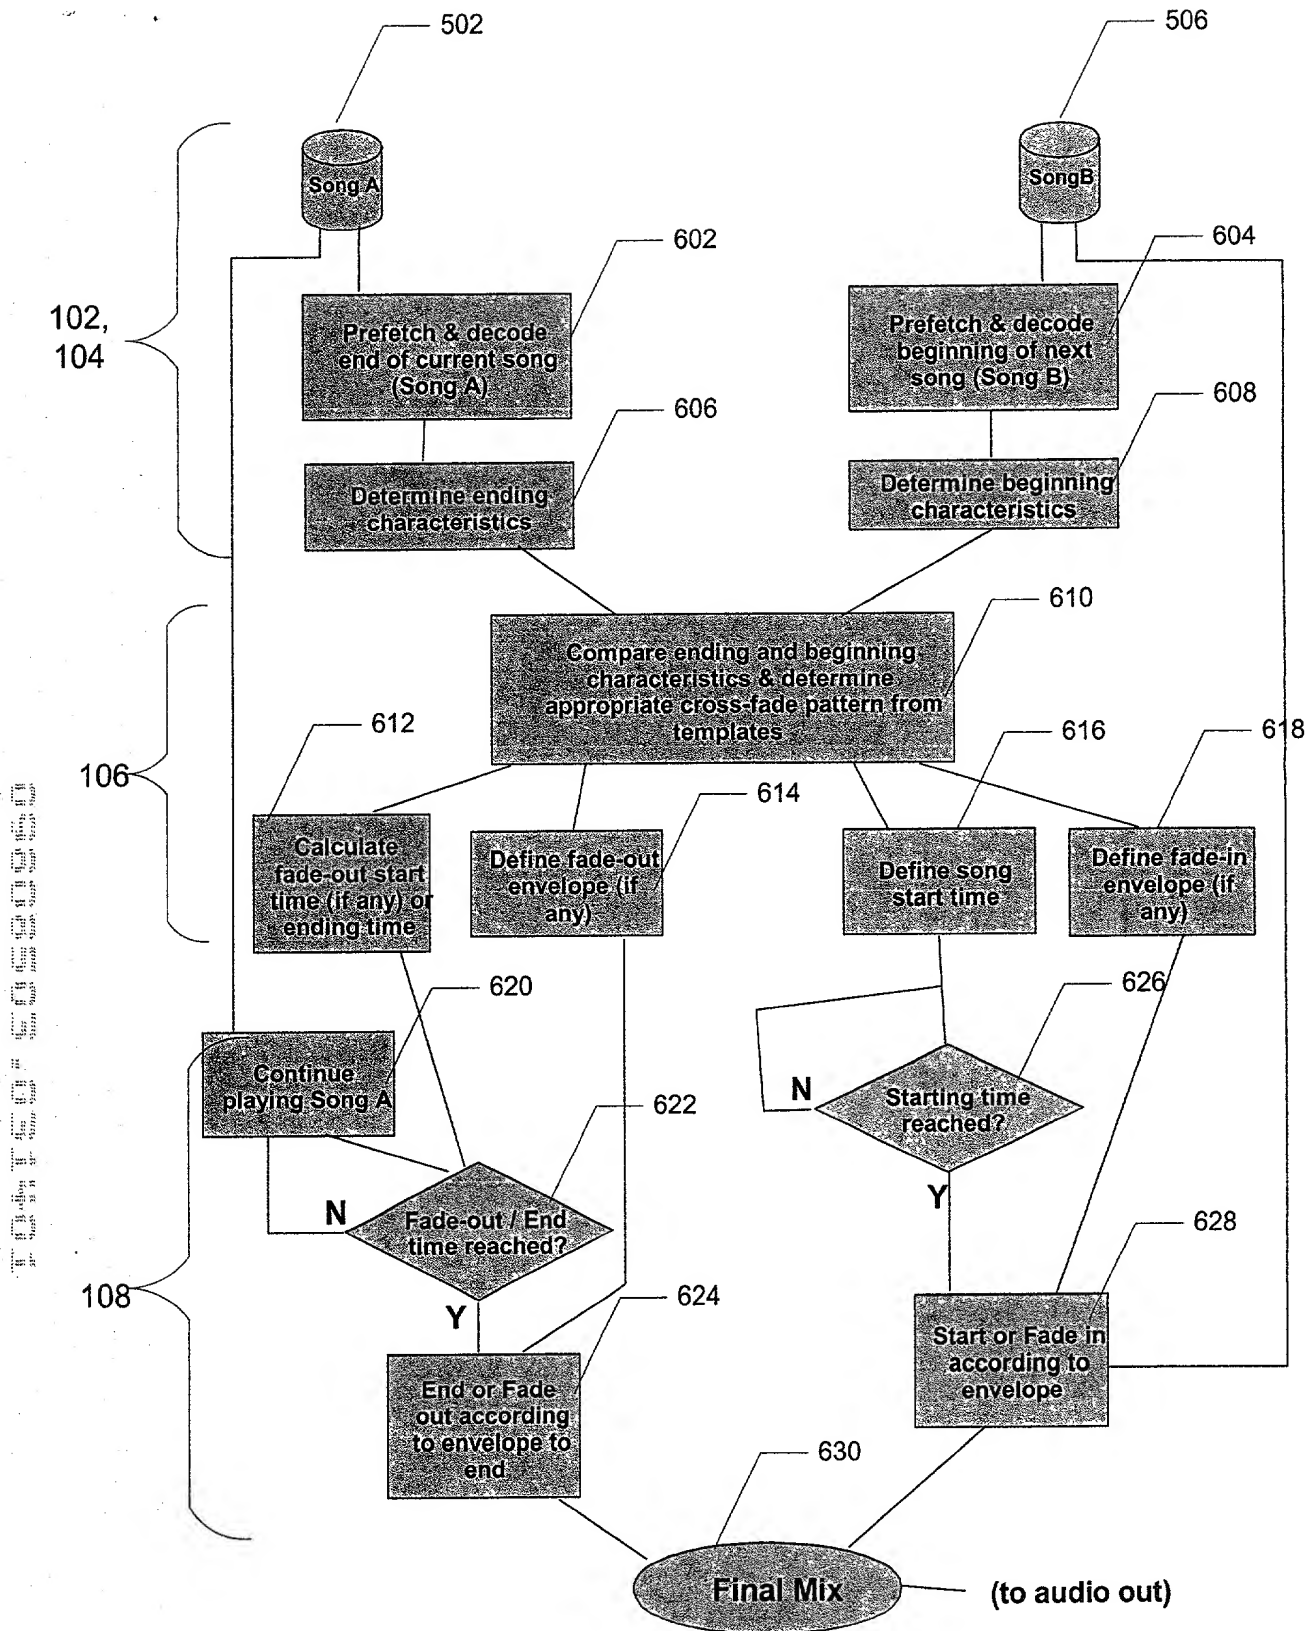 502
506
Song A
SongB
602
604
102,
104
Prefetch & decode
end of current song
(Song A)
Prefetch & decode
beginning of next
song (Song B)
606
608
Determine ending
characteristics
Determine beginning
characteristics
610
Compare ending and beginning
characteristics & determine
appropriate cross-fade pattern from
templates
612
616
618
106
614
Calculate
fade-out start
time (if any) or
ending time
Define fade-out
envelope (if
any)
Define song
start time
Define fade-in
envelope (if
any)
620
626
Continue
playing Song A
N
Starting time
reached?
622
Y
N
Fade-out / End
time reached?
628
108
Y
624
Start or Fade in
according to
envelope
End or Fade
out according
to envelope to
end
630
Final Mix
(to audio out)